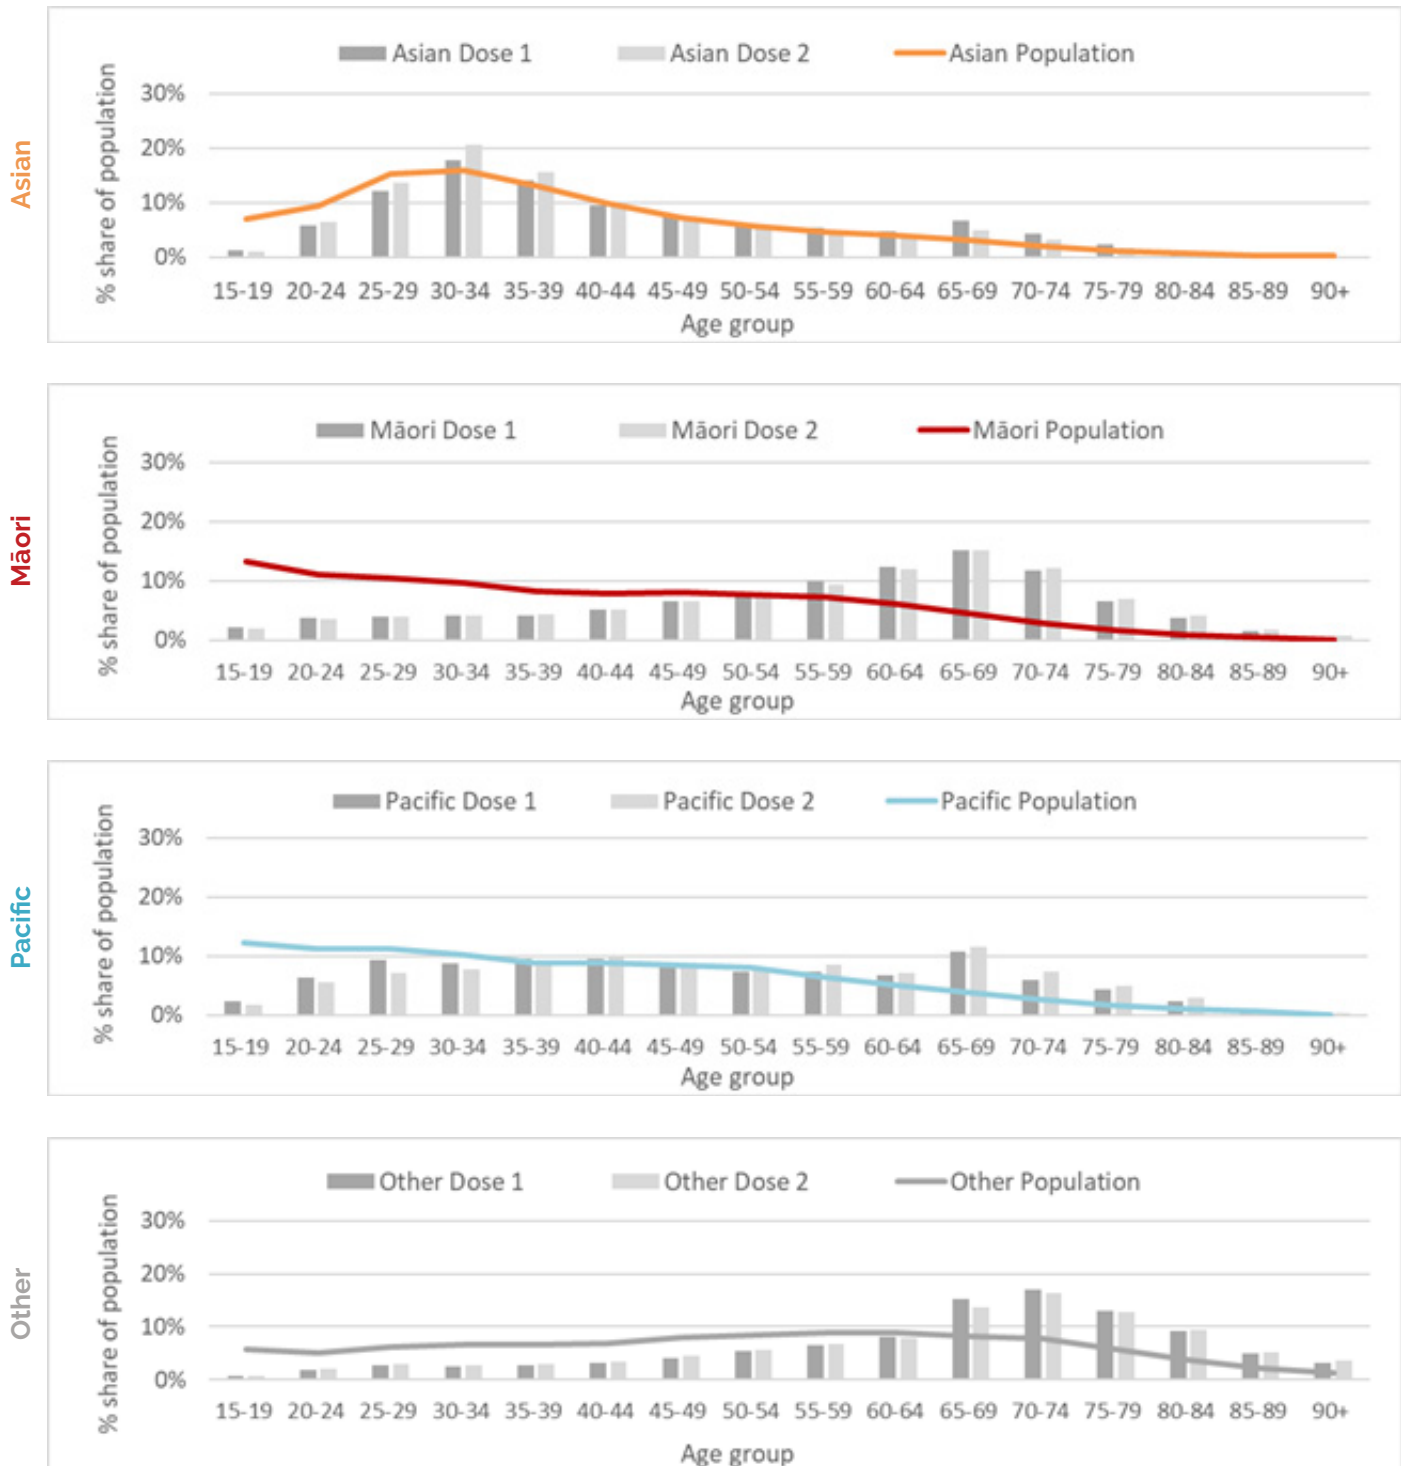 Asian
Asian Dose 1 Asian Dose 2 Asian Population
% share of population
30%
20%
10%
0%
15-19 20-24 25-29 30-34 35-39 40-44 45-49 50-54 55-59 60-64 65-69 70-74 75-79 80-84 85-89 90+
Age group
Māori
Māori Dose 1 Māori Dose 2 Māori Population
% share of population
30%
20%
10%
0%
15-19 20-24 25-29 30-34 35-39 40-44 45-49 50-54 55-59 60-64 65-69 70-74 75-79 80-84 85-89 90+
Age group
Pacific
Pacific Dose 1 Pacific Dose 2 Pacific Population
% share of population
30%
20%
10%
0%
15-19 20-24 25-29 30-34 35-39 40-44 45-49 50-54 55-59 60-64 65-69 70-74 75-79 80-84 85-89 90+
Age group
Other
Other Dose 1 Other Dose 2 Other Population
% share of population
30%
20%
10%
0%
15-19 20-24 25-29 30-34 35-39 40-44 45-49 50-54 55-59 60-64 65-69 70-74 75-79 80-84 85-89 90+
Age group